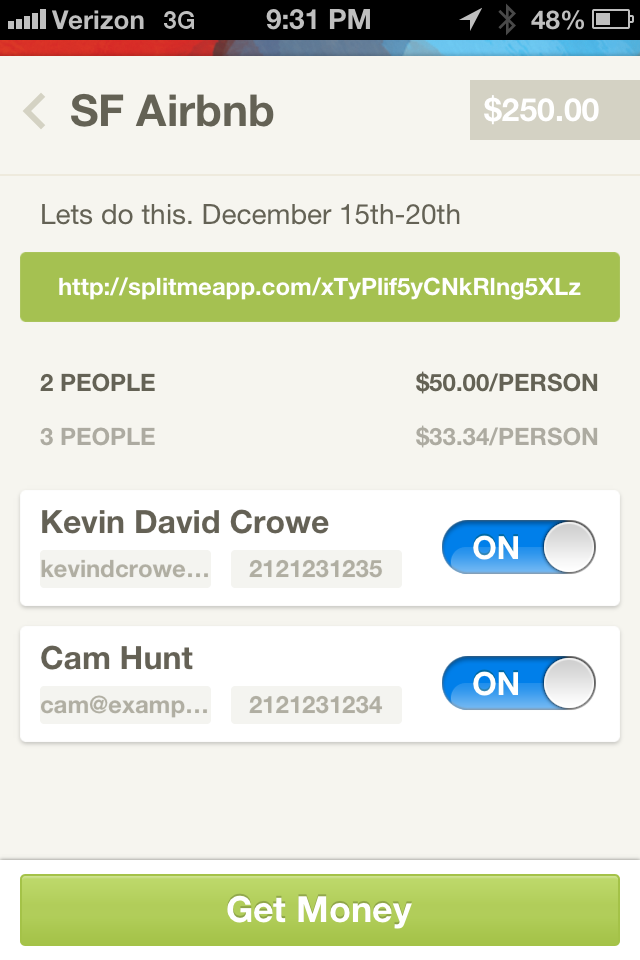 Verizon 3G 9:31 PM 48%
SF Airbnb $250.00
Lets do this. December 15th-20th
http://splitmeapp.com/xTyPlif5yCNkRlng5XLz
2 PEOPLE $50.00/PERSON
3 PEOPLE $33.34/PERSON
Kevin David Crowe
kevindcrowe... 2121231235
ON
Cam Hunt
cam@examp... 2121231234
ON
Get Money